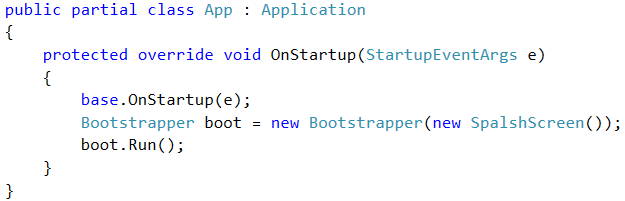 public partial class App : Application
{
    protected override void OnStartup(StartupEventArgs e)
    {
        base.OnStartup(e);
        Bootstrapper boot = new Bootstrapper(new SpalshScreen());
        boot.Run();
    }
}